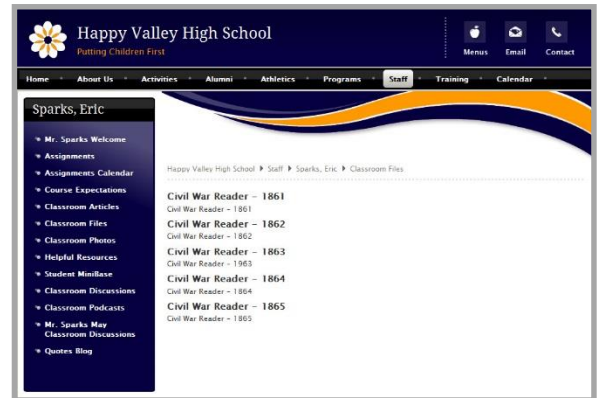 Happy Valley High School
Putting Children First
Menus Email Contact
Home About Us Activities Alumni Athletics Programs Staff Training Calendar
Sparks, Eric
Mr. Sparks Welcome
Assignments
Assignments Calendar
Course Expectations
Classroom Articles
Classroom Files
Classroom Photos
Helpful Resources
Student MiniBase
Classroom Discussions
Classroom Podcasts
Mr. Sparks May
Classroom Discussions
Quotes Blog
Happy Valley High School Staff Sparks, Eric Classroom Files
Civil War Reader - 1861
Civil War Reader - 1861
Civil War Reader - 1862
Civil War Reader - 1862
Civil War Reader - 1863
Civil War Reader - 1963
Civil War Reader - 1864
Civil War Reader - 1864
Civil War Reader - 1865
Civil War Reader - 1865